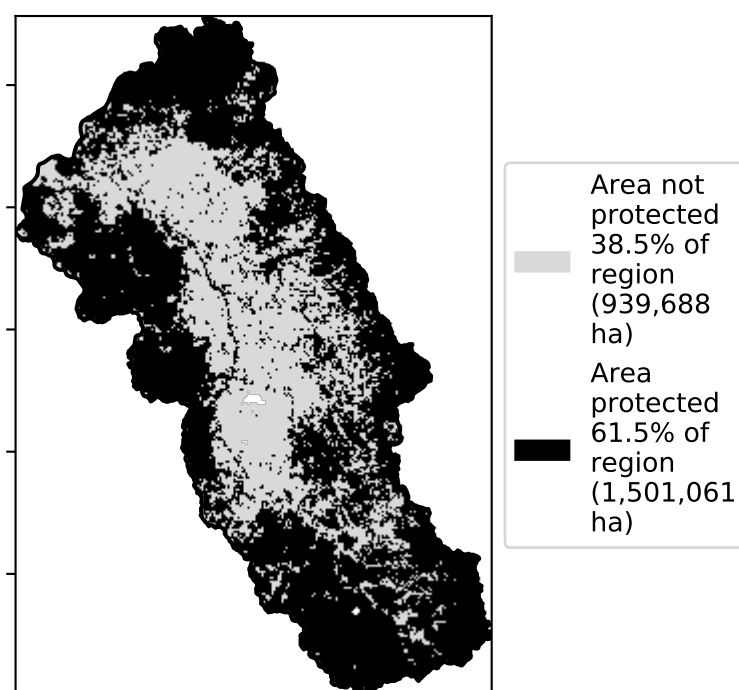 Area not
protected
38.5% of
region
(939,688
ha)
Area
protected
61.5% of
region
(1,501,061
ha)